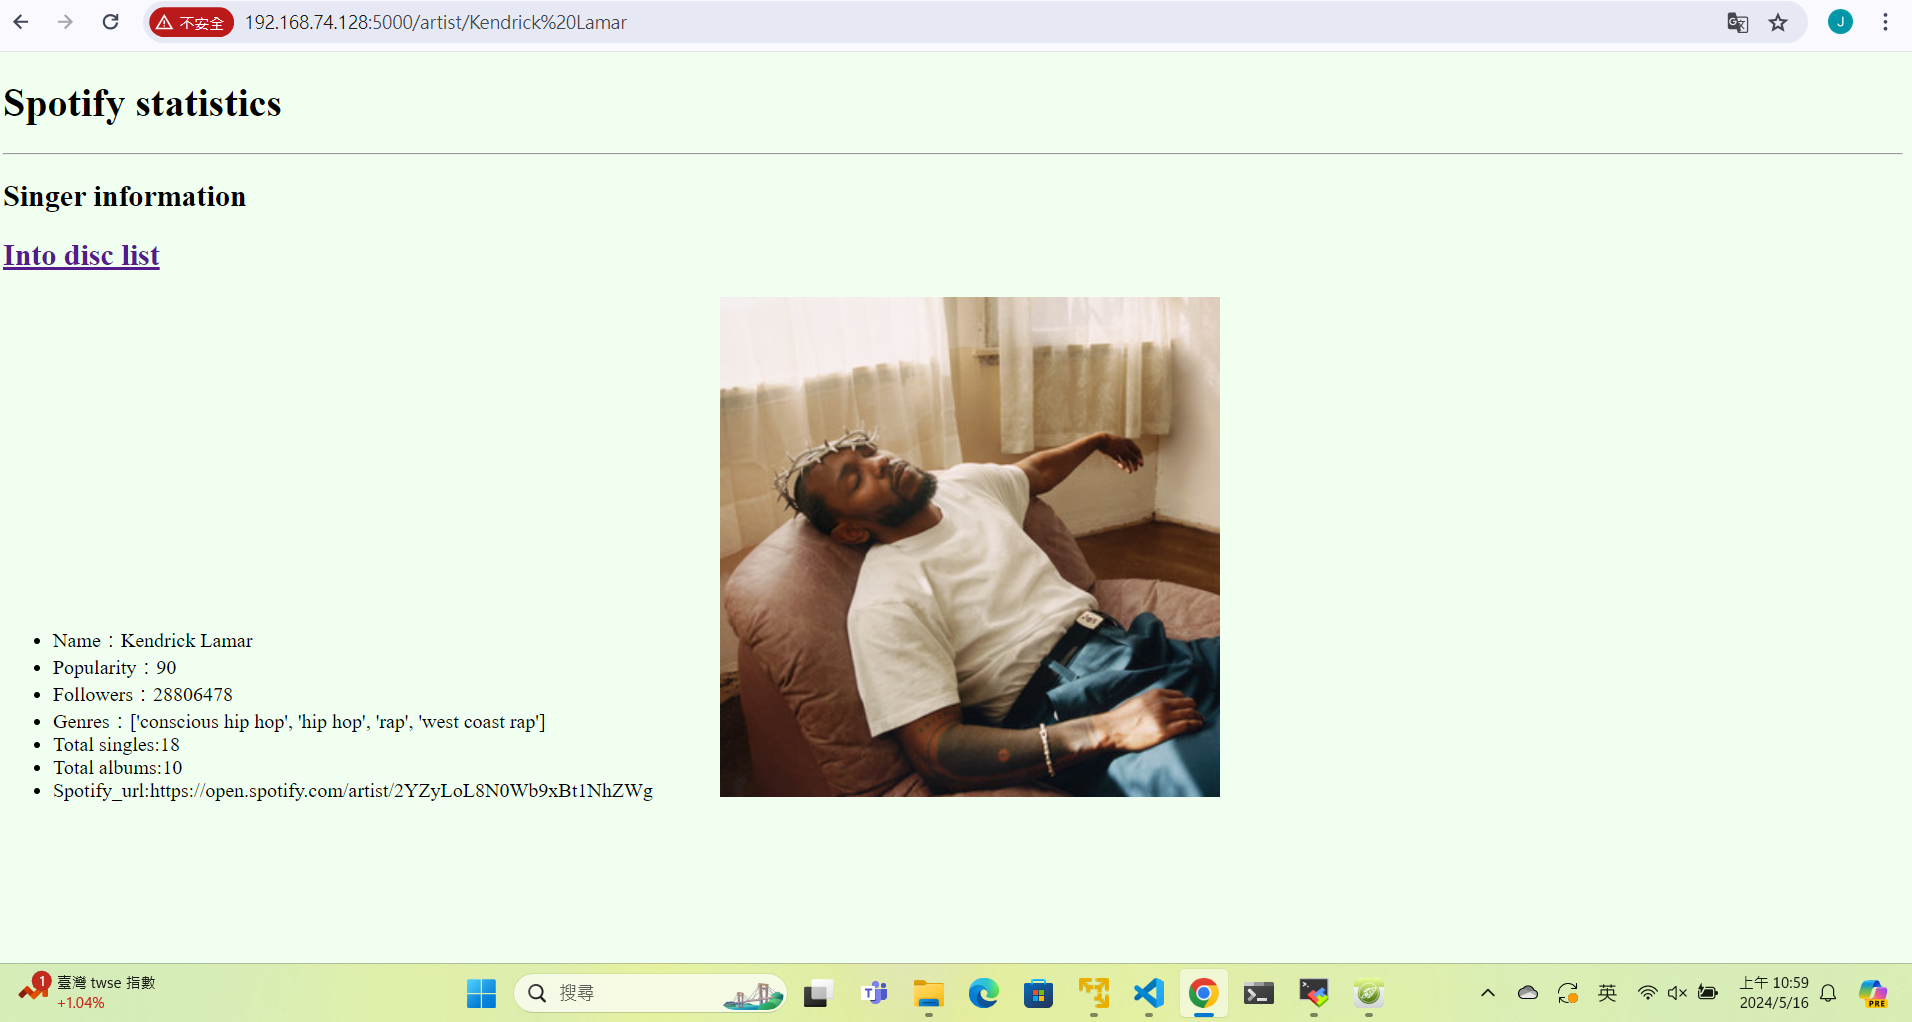 不安全
192.168.74.128:5000/artist/Kendrick%20Lamar
J
Spotify statistics
Singer information
Into disc list
Name：Kendrick Lamar
Popularity：90
Followers：28806478
Genres：['conscious hip hop', 'hip hop', 'rap', 'west coast rap']
Total singles:18
Total albums:10
Spotify_url:https://open.spotify.com/artist/2YZyLoL8N0Wb9xBt1NhZWg
1
臺灣 twse 指數
+1.04%
搜尋
英
上午 10:59
2024/5/16
PRE